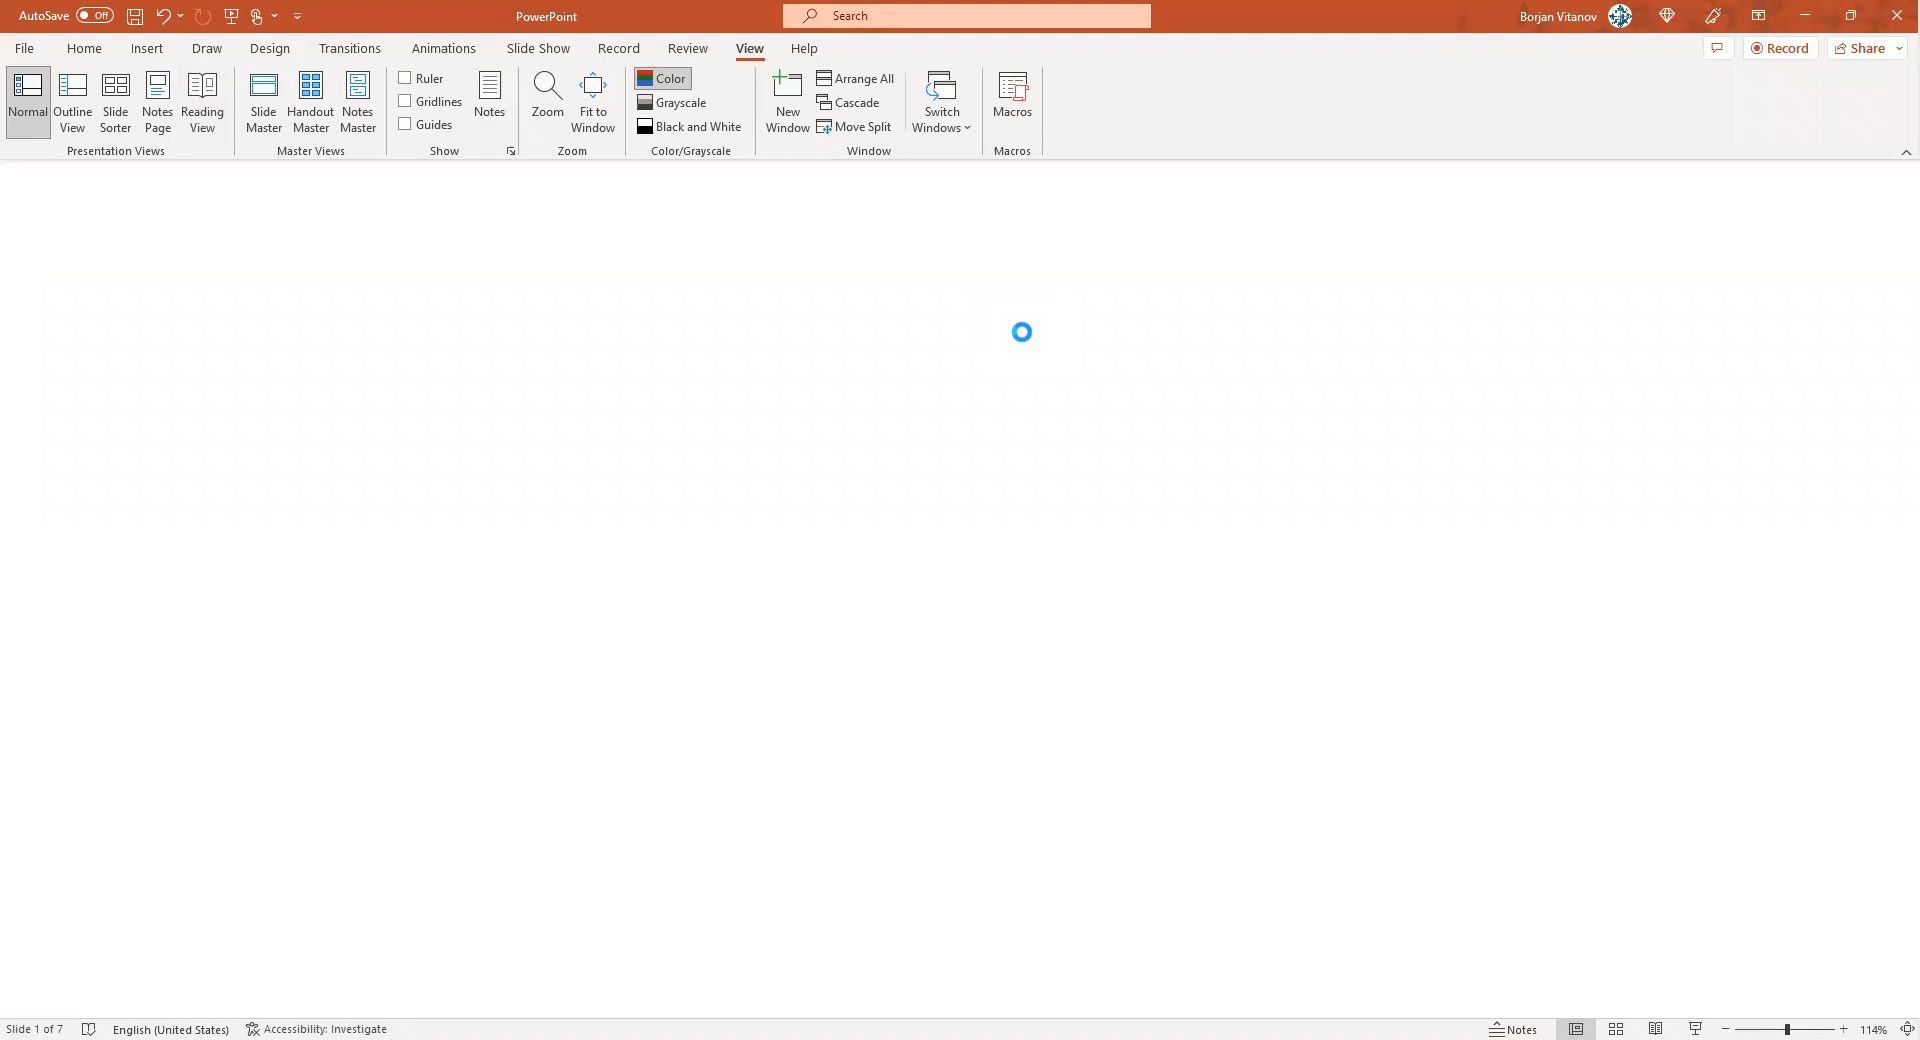 AutoSave Off PowerPoint Search Borjan Vitanov
File Home Insert Draw Design Transitions Animations Slide Show Record Review View Help Record Share
Normal Outline View Slide Sorter Notes Page Reading View
Presentation Views
Slide Master Handout Master Notes Master
Master Views
Ruler
Gridlines
Guides
Notes
Show
Zoom Fit to Window
Zoom
Color
Grayscale
Black and White
Color/Grayscale
New Window
Arrange All
Cascade
Move Split
Switch Windows
Window
Macros
Macros
Slide 1 of 7 English (United States) Accessibility: Investigate Notes 114%